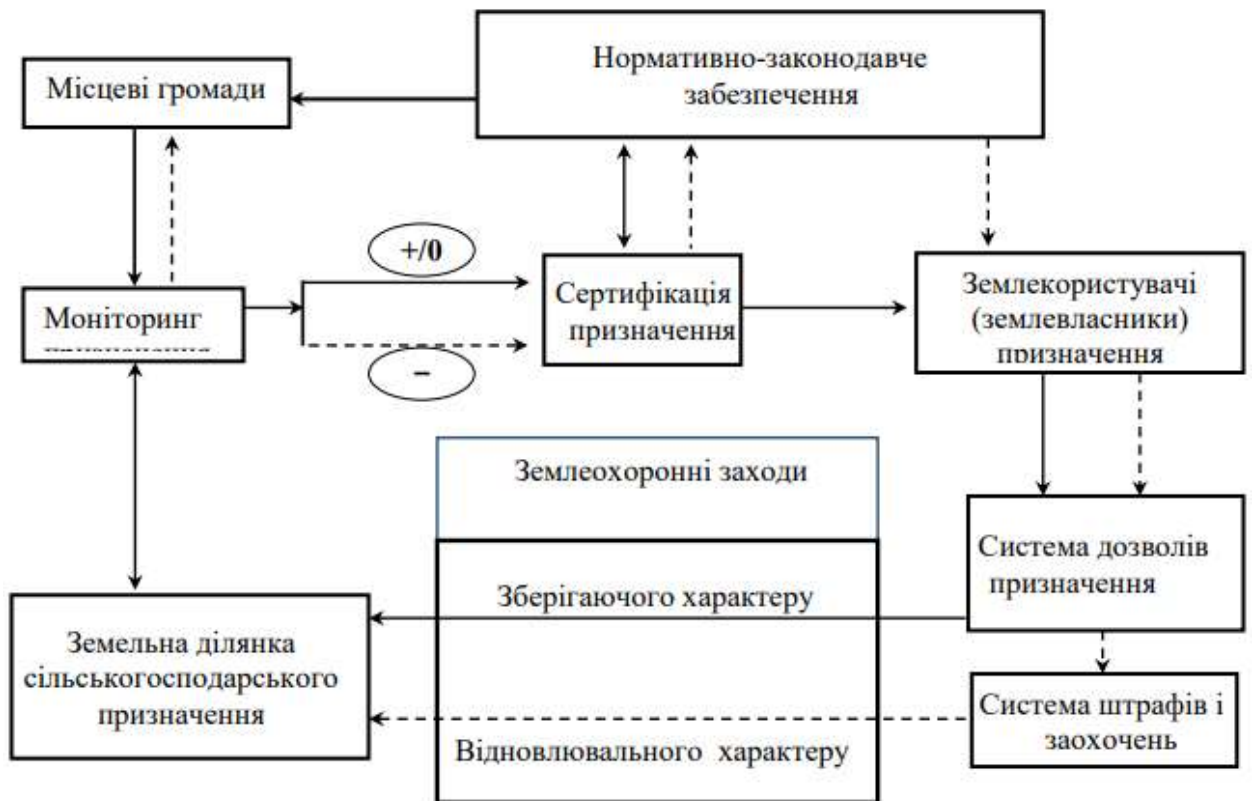 Нормативно-законодавче
забезпечення
Місцеві громади
+/0
Сертифікація
призначення
Землекористувачі
(землевласники)
призначення
Моніторинг
–
Землеохоронні заходи
Система дозволів
призначення
Зберігаючого характеру
Земельна ділянка
сільськогосподарського
призначення
Система штрафів і
заохочень
Відновлювального характеру